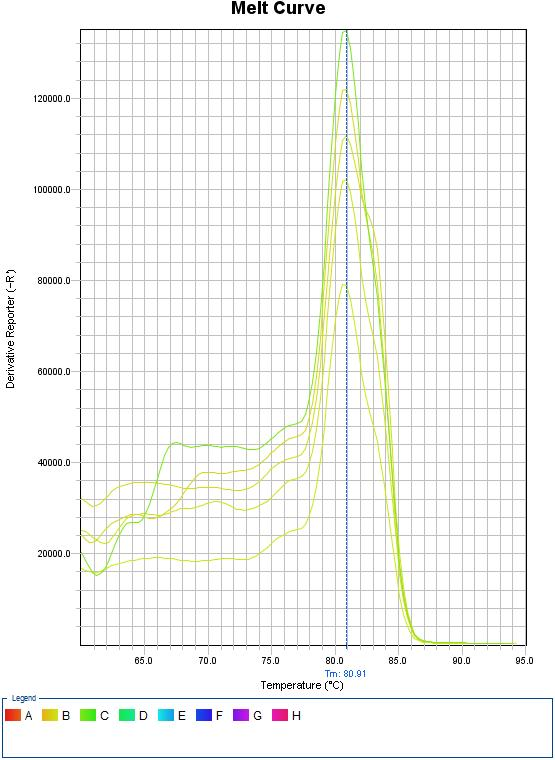 Melt Curve
Derivative Reporter (-R')
120000.0
100000.0
80000.0
60000.0
40000.0
20000.0
65.0 70.0 75.0 80.0 85.0 90.0 95.0
Tm: 80.91
Temperature (°C)
Legend
A B C D E F G H